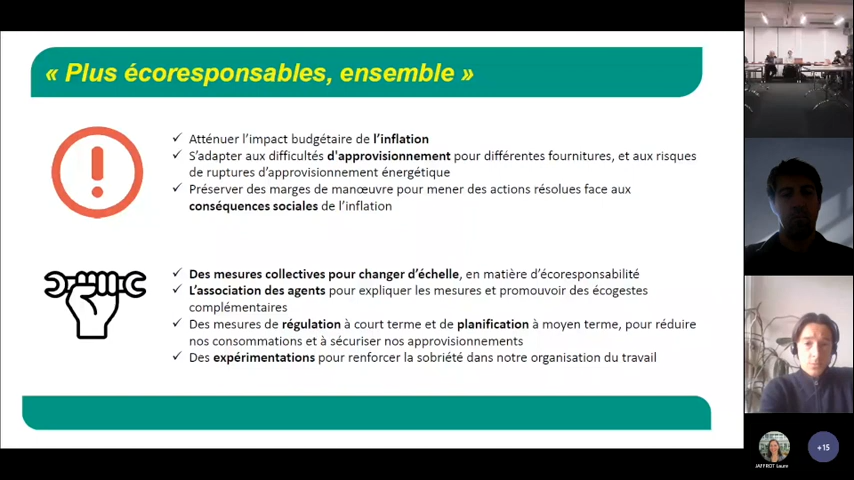 « Plus écoresponsables, ensemble »
✓ Atténuer l'impact budgétaire de l'inflation
✓ S'adapter aux difficultés d'approvisionnement pour différentes fournitures, et aux risques
de ruptures d'approvisionnement énergétique
✓ Préserver des marges de manœuvre pour mener des actions résolues face aux
conséquences sociales de l'inflation
✓ Des mesures collectives pour changer d'échelle, en matière d'écoresponsabilité
✓ L'association des agents pour expliquer les mesures et promouvoir des écogestes
complémentaires
✓ Des mesures de régulation à court terme et de planification à moyen terme, pour réduire
nos consommations et à sécuriser nos approvisionnements
✓ Des expérimentations pour renforcer la sobriété dans notre organisation du travail
JAFFROT Laure
+15